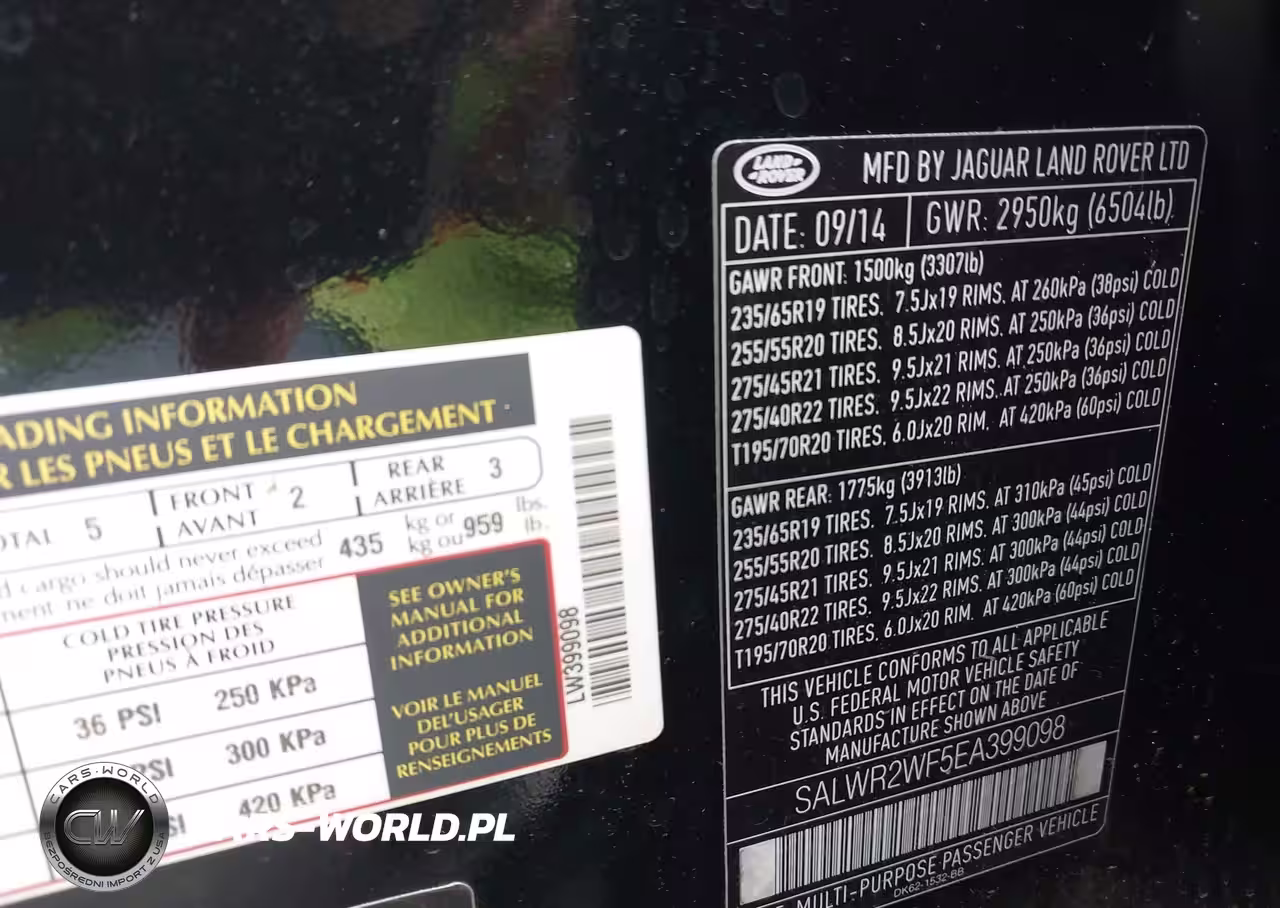 ADING INFORMATION
R LES PNEUS ET LE CHARGEMENT
OTAL 5
FRONT 2
AVANT
REAR 3
ARRIÈRE
d cargo should never exceed 435 kg or 959 lbs.
ment ne doit jamais dépasser kg ou lb.
COLD TIRE PRESSURE
PRESSION DES
PNEUS À FROID
36 PSI 250 KPa
PSI 300 KPa
SI 420 KPa
SEE OWNER'S
MANUAL FOR
ADDITIONAL
INFORMATION
VOIR LE MANUEL
DEL'USAGER
POUR PLUS DE
RENSEIGNEMENTS
LW399098
LAND-
-ROVER
MFD BY JAGUAR LAND ROVER LTD
DATE: 09/14
GWR: 2950kg (6504lb)
GAWR FRONT: 1500kg (3307lb)
235/65R19 TIRES. 7.5Jx19 RIMS. AT 260kPa (38psi) COLD
255/55R20 TIRES. 8.5Jx20 RIMS. AT 250kPa (36psi) COLD
275/45R21 TIRES. 9.5Jx21 RIMS. AT 250kPa (36psi) COLD
275/40R22 TIRES. 9.5Jx22 RIMS. AT 250kPa (36psi) COLD
T195/70R20 TIRES. 6.0Jx20 RIM. AT 420kPa (60psi) COLD
GAWR REAR: 1775kg (3913lb)
235/65R19 TIRES. 7.5Jx19 RIMS. AT 310kPa (45psi) COLD
255/55R20 TIRES. 8.5Jx20 RIMS. AT 300kPa (44psi) COLD
275/45R21 TIRES. 9.5Jx21 RIMS. AT 300kPa (44psi) COLD
275/40R22 TIRES. 9.5Jx22 RIMS. AT 300kPa (44psi) COLD
T195/70R20 TIRES. 6.0Jx20 RIM. AT 420kPa (60psi) COLD
THIS VEHICLE CONFORMS TO ALL APPLICABLE
U.S. FEDERAL MOTOR VEHICLE SAFETY
STANDARDS IN EFFECT ON THE DATE OF
MANUFACTURE SHOWN ABOVE
SALWR2WF5EA399098
MULTI-PURPOSE PASSENGER VEHICLE
DK62-1532-BB
CARS-WORLD
CW
BEZPOŚREDNI IMPORT Z USA
RS-WORLD.PL